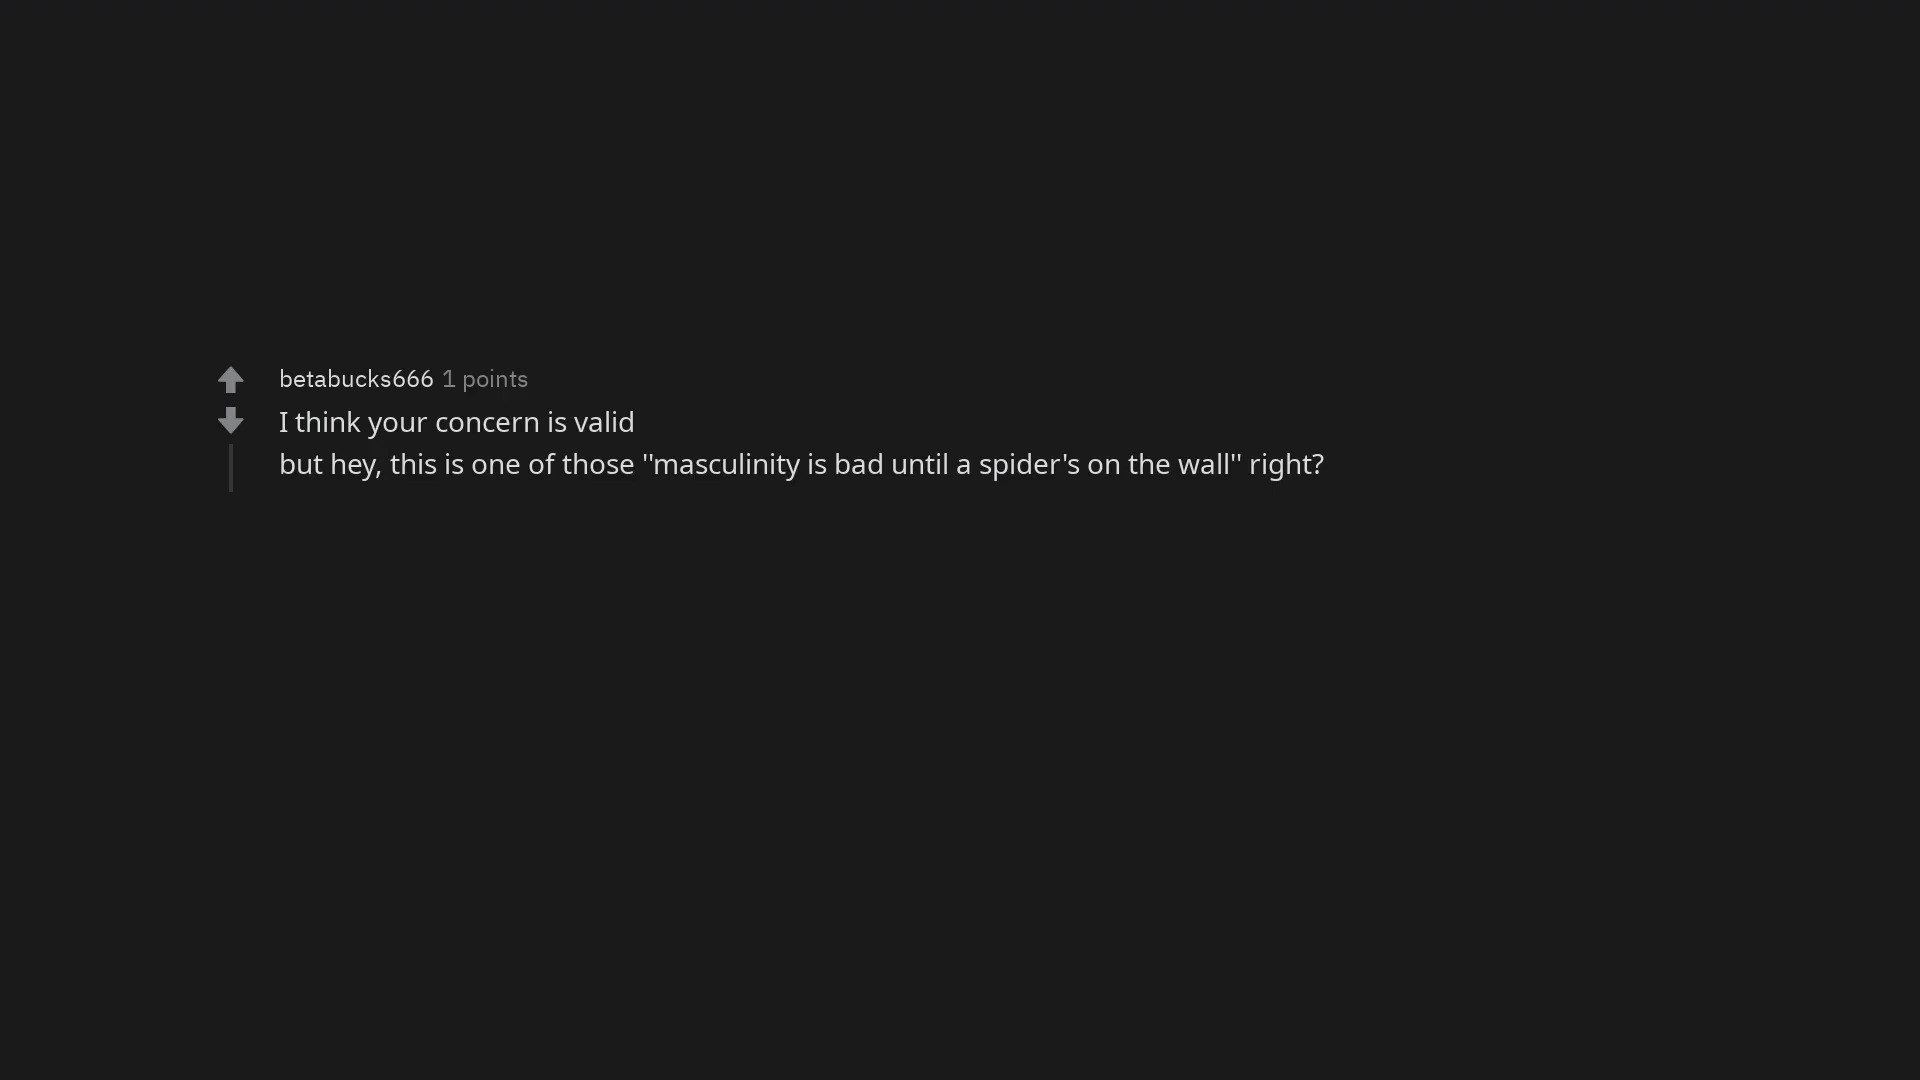 betabucks666 1 points
I think your concern is valid
but hey, this is one of those "masculinity is bad until a spider's on the wall" right?